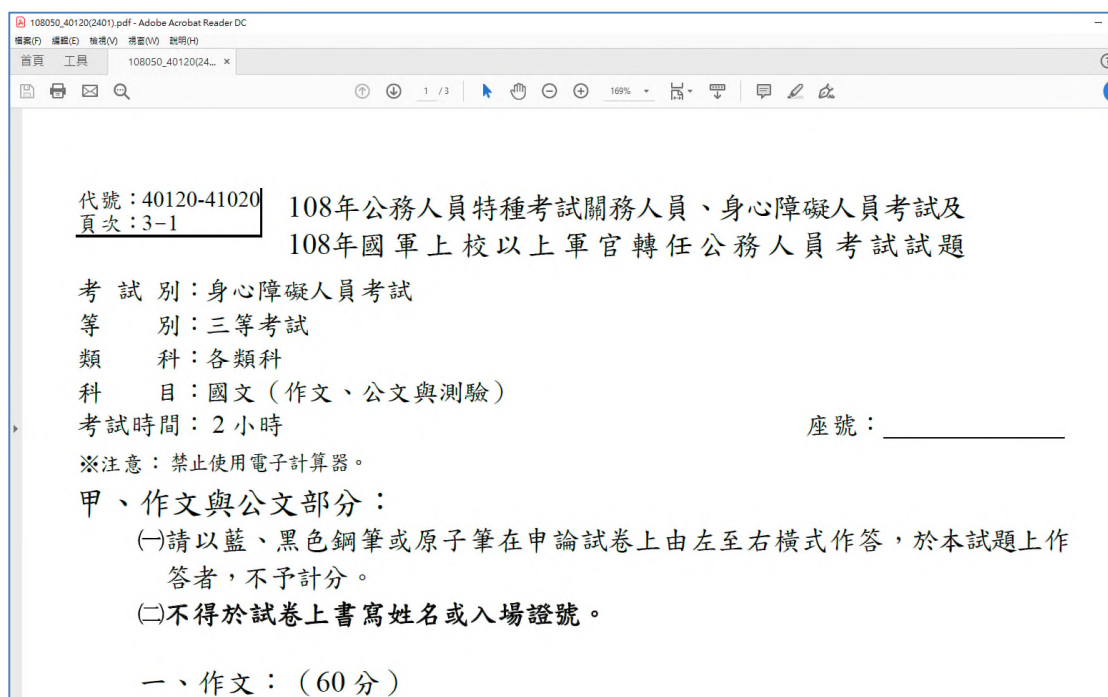 108050_40120(2401).pdf - Adobe Acrobat Reader DC
檔案(F) 編輯(E) 檢視(V) 視窗(W) 說明(H)
首頁 工具 108050_40120(24... ×
1 / 3 169%
代號：40120-41020
頁次：3-1
108年公務人員特種考試關務人員、身心障礙人員考試及
108年國軍上校以上軍官轉任公務人員考試試題
考試別：身心障礙人員考試
等別：三等考試
類科：各類科
科目：國文（作文、公文與測驗）
考試時間：2小時 座號：
※注意：禁止使用電子計算器。
甲、作文與公文部分：
㈠請以藍、黑色鋼筆或原子筆在申論試卷上由左至右橫式作答，於本試題上作
答者，不予計分。
㈡不得於試卷上書寫姓名或入場證號。
一、作文：（60分）